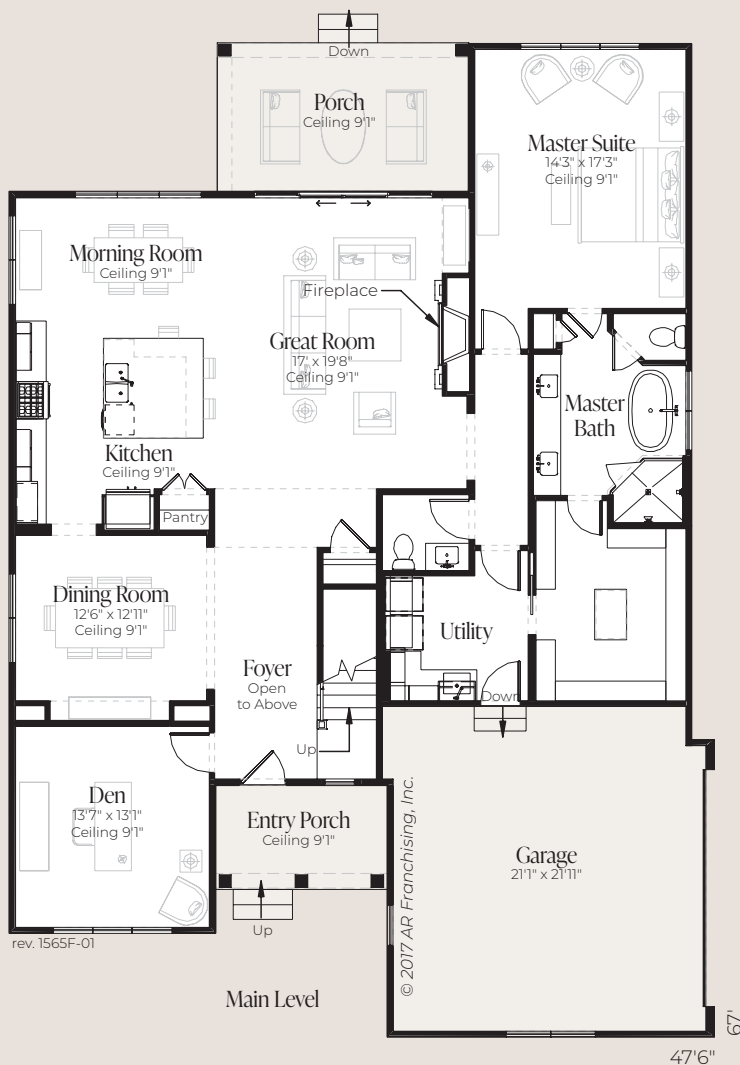 Down
Porch
Ceiling 9'1"
Master Suite
14'3" x 17'3"
Ceiling 9'1"
Morning Room
Ceiling 9'1"
Fireplace
Great Room
17' x 19'8"
Ceiling 9'1"
Master
Bath
Kitchen
Ceiling 9'1"
Pantry
Dining Room
12'6" x 12'11"
Ceiling 9'1"
Utility
Foyer
Open
to Above
Down
Up
Den
13'7" x 13'1"
Ceiling 9'1"
Entry Porch
Ceiling 9'1"
Garage
21'1" x 21'11"
© 2017 AR Franchising, Inc.
Up
rev. 1565F-01
Main Level
67'
47'6"